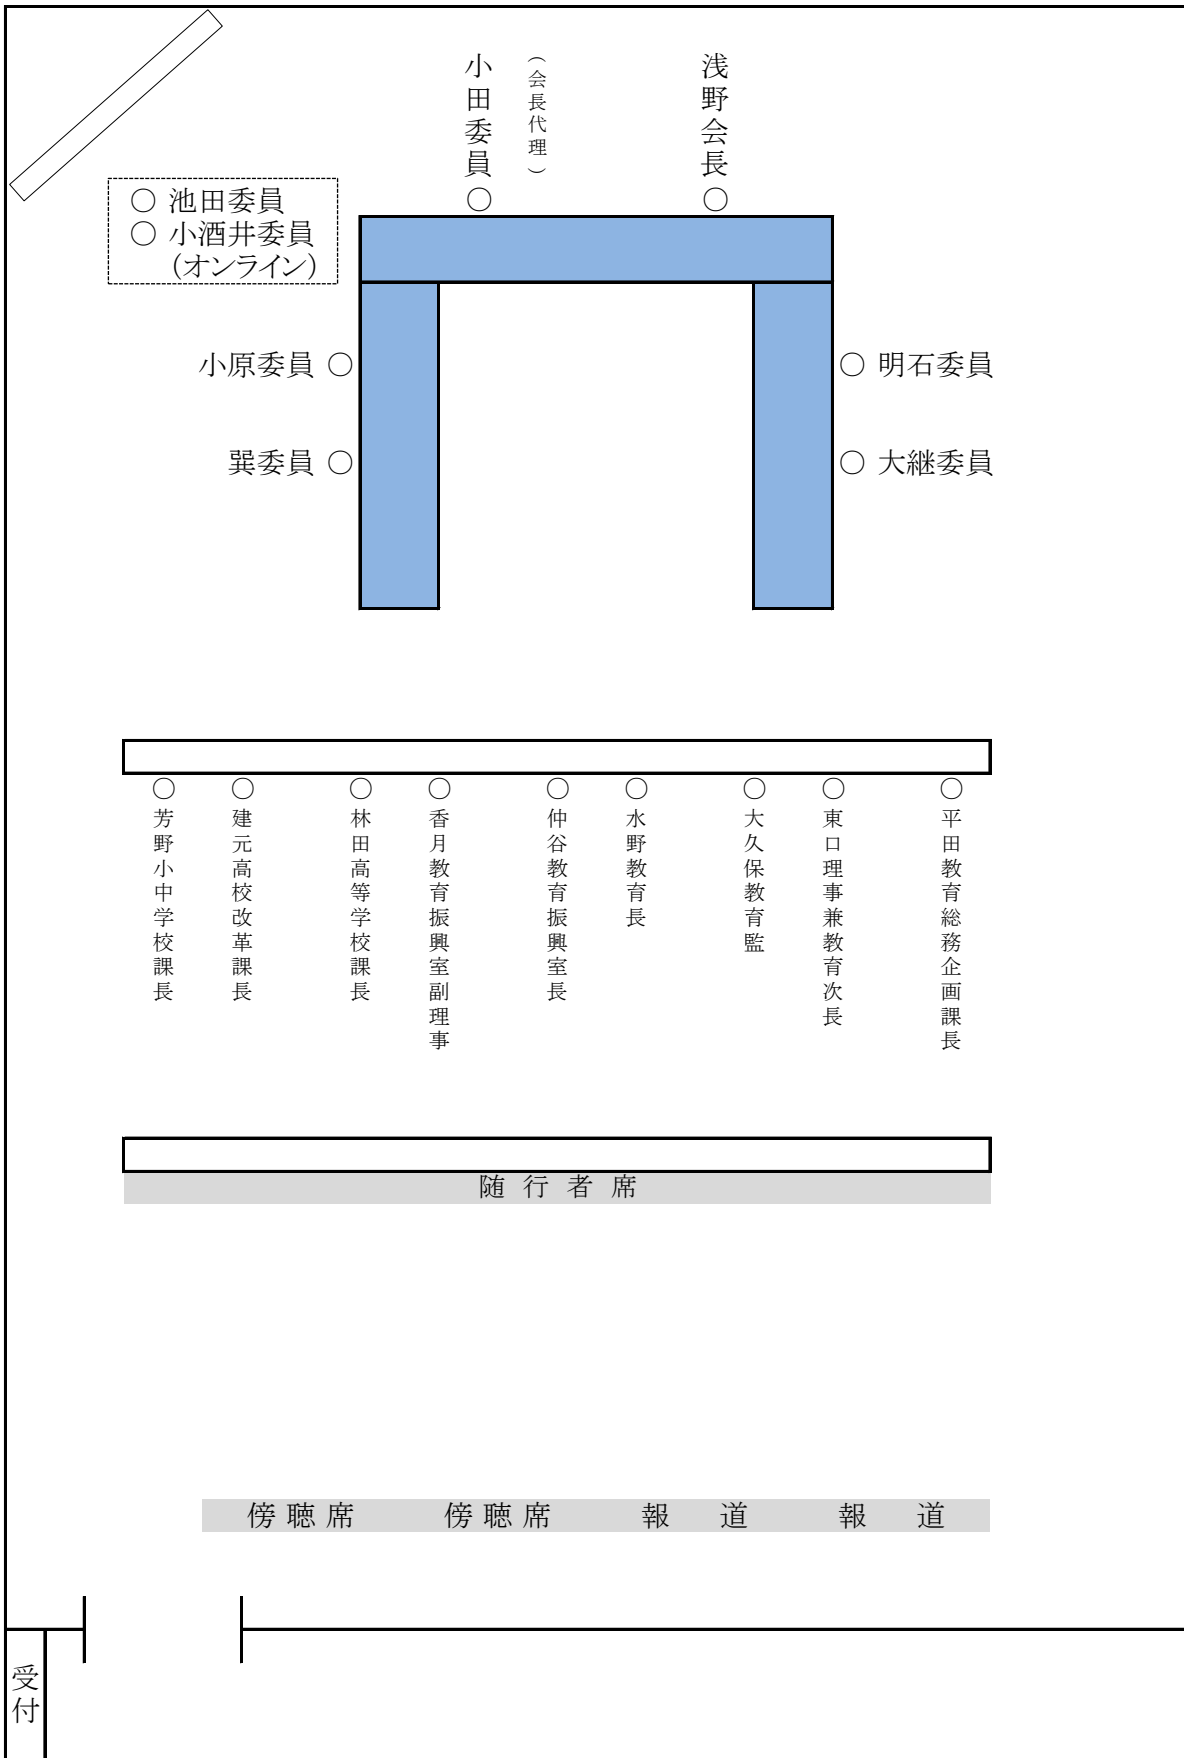 浅野会長○
(会長代理)
小田委員○
○ 池田委員
○ 小酒井委員
(オンライン)
小原委員 ○
○ 明石委員
巽委員 ○
○ 大継委員
○芳野小中学校課長
○建元高校改革課長
○林田高等学校課長
○香月教育振興室副理事
○仲谷教育振興室長
○水野教育長
○大久保教育監
○東口理事兼教育次長
○平田教育総務企画課長
随行者席
傍聴席 傍聴席 報 道 報 道
受付